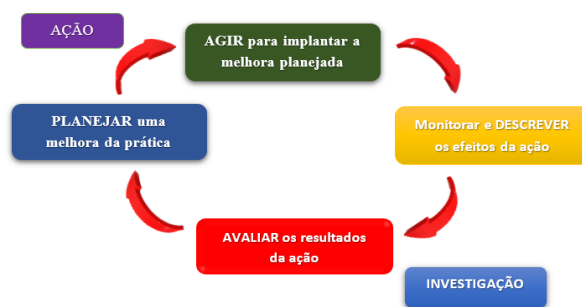 AÇÃO
AGIR para implantar a
melhora planejada
PLANEJAR uma
melhora da prática
Monitorar e DESCREVER
os efeitos da ação
AVALIAR os resultados
da ação
INVESTIGAÇÃO